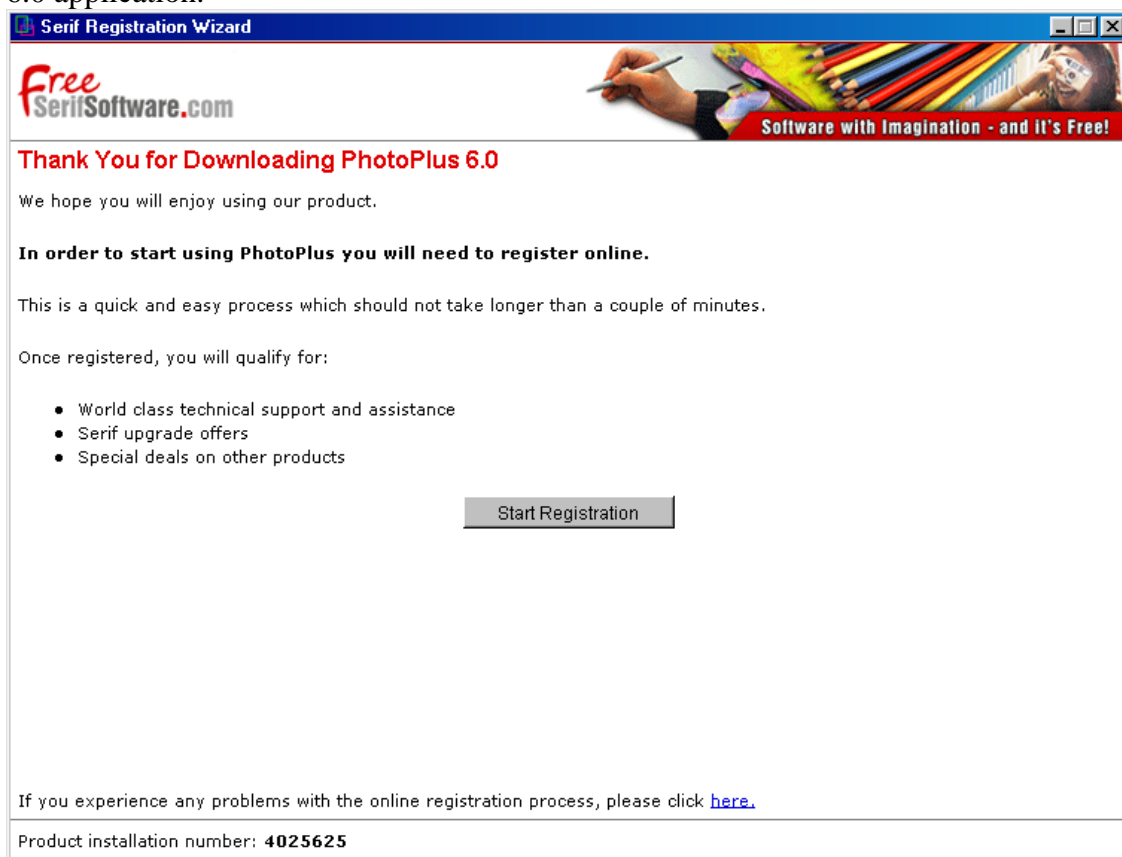 6.0 application.
Serif Registration Wizard
Free
SerifSoftware.com
Software with Imagination - and it's Free!
Thank You for Downloading PhotoPlus 6.0
We hope you will enjoy using our product.
In order to start using PhotoPlus you will need to register online.
This is a quick and easy process which should not take longer than a couple of minutes.
Once registered, you will qualify for:
● World class technical support and assistance
● Serif upgrade offers
● Special deals on other products
Start Registration
If you experience any problems with the online registration process, please click here.
Product installation number: 4025625